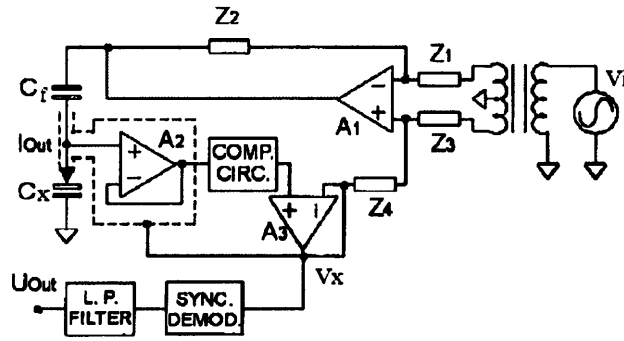 Z2
Z1
Vi
Cf
A1
Z3
Iout
A2
COMP.
CIRC.
Cx
Z4
A3
Vx
Uout
L. P.
FILTER
SYNC.
DEMOD.